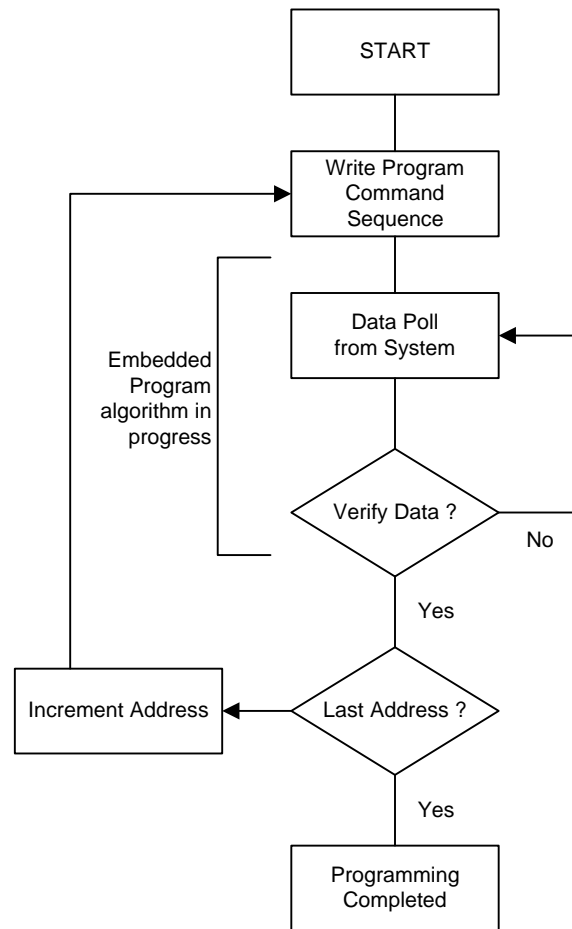 START
Write Program
Command
Sequence
Data Poll
from System
Embedded
Program
algorithm in
progress
Verify Data ?
No
Yes
Increment Address
Last Address ?
Yes
Programming
Completed